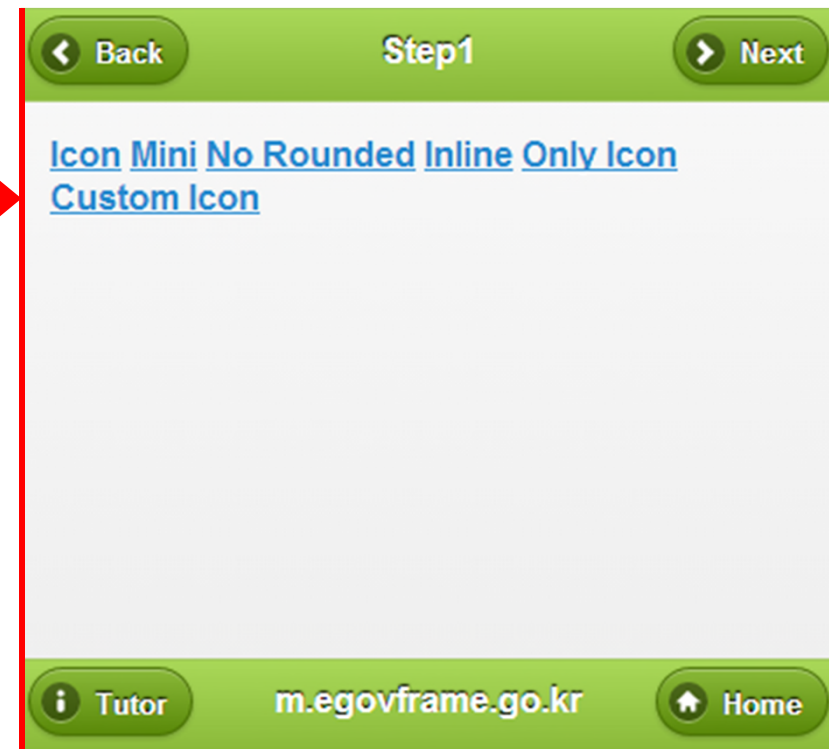 Back Step1 Next
Icon Mini No Rounded Inline Only Icon
Custom Icon
Tutor m.egovframe.go.kr Home